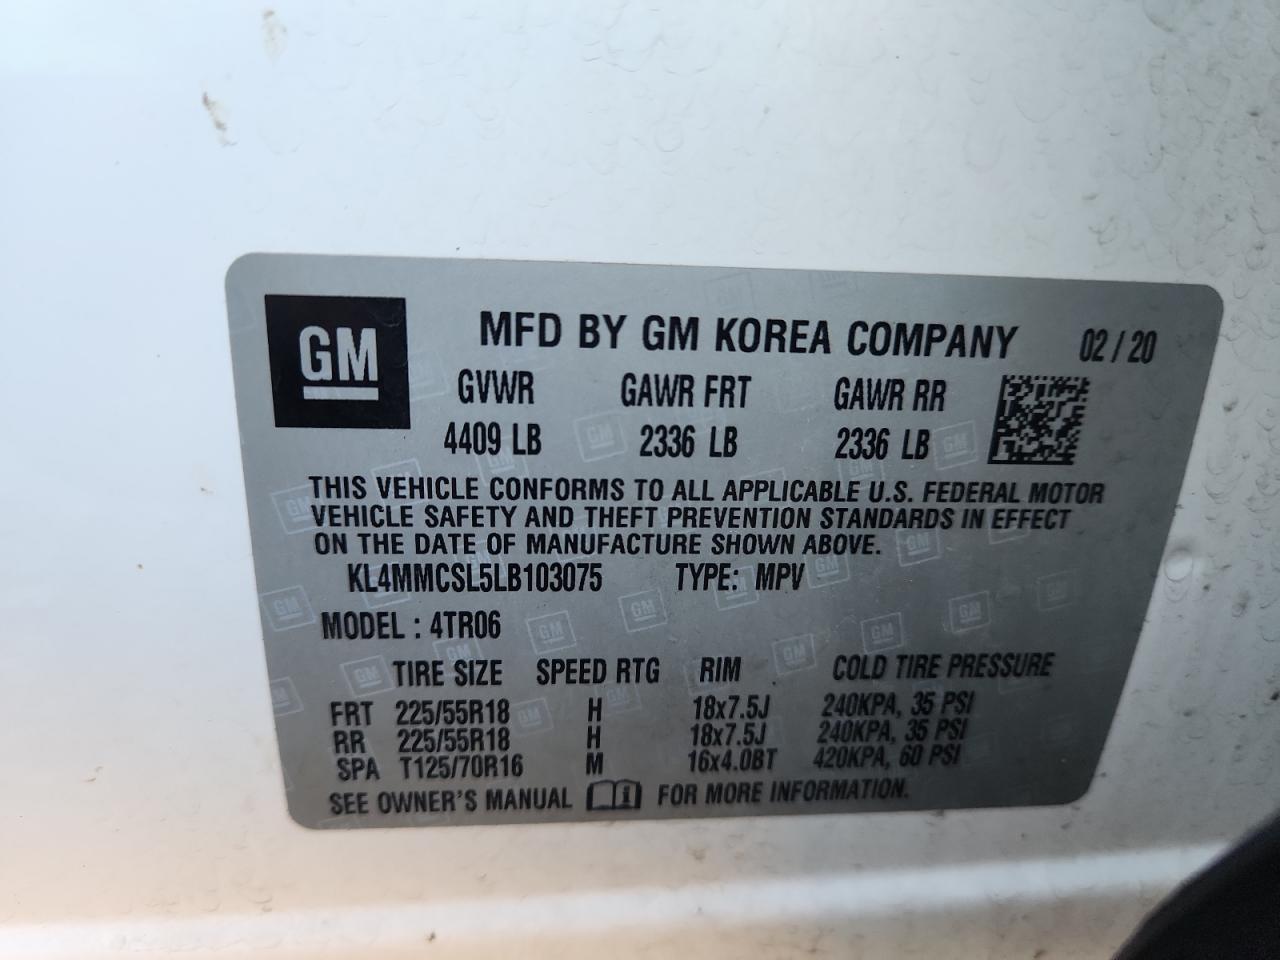 GM
MFD BY GM KOREA COMPANY 02 / 20
GVWR GAWR FRT GAWR RR
4409 LB 2336 LB 2336 LB
THIS VEHICLE CONFORMS TO ALL APPLICABLE U.S. FEDERAL MOTOR
VEHICLE SAFETY AND THEFT PREVENTION STANDARDS IN EFFECT
ON THE DATE OF MANUFACTURE SHOWN ABOVE.
KL4MMCSL5LB103075 TYPE: MPV
MODEL : 4TR06
TIRE SIZE SPEED RTG RIM COLD TIRE PRESSURE
FRT 225/55R18 H 18x7.5J 240KPA, 35 PSI
RR 225/55R18 H 18x7.5J 240KPA, 35 PSI
SPA T125/70R16 M 16x4.0BT 420KPA, 60 PSI
SEE OWNER'S MANUAL i FOR MORE INFORMATION.